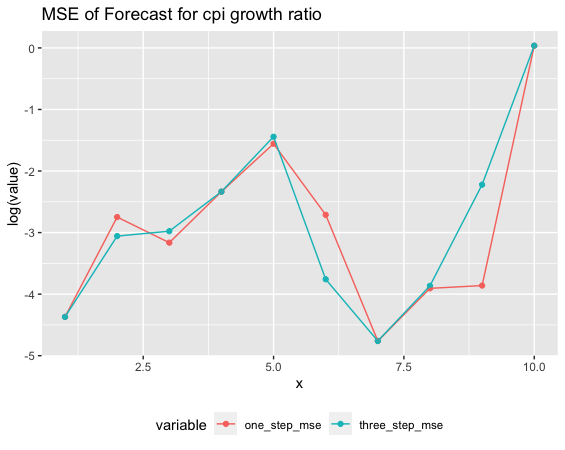 MSE of Forecast for cpi growth ratio
log(value)
0
-1
-2
-3
-4
-5
2.5 5.0 7.5 10.0
x
variable one_step_mse three_step_mse